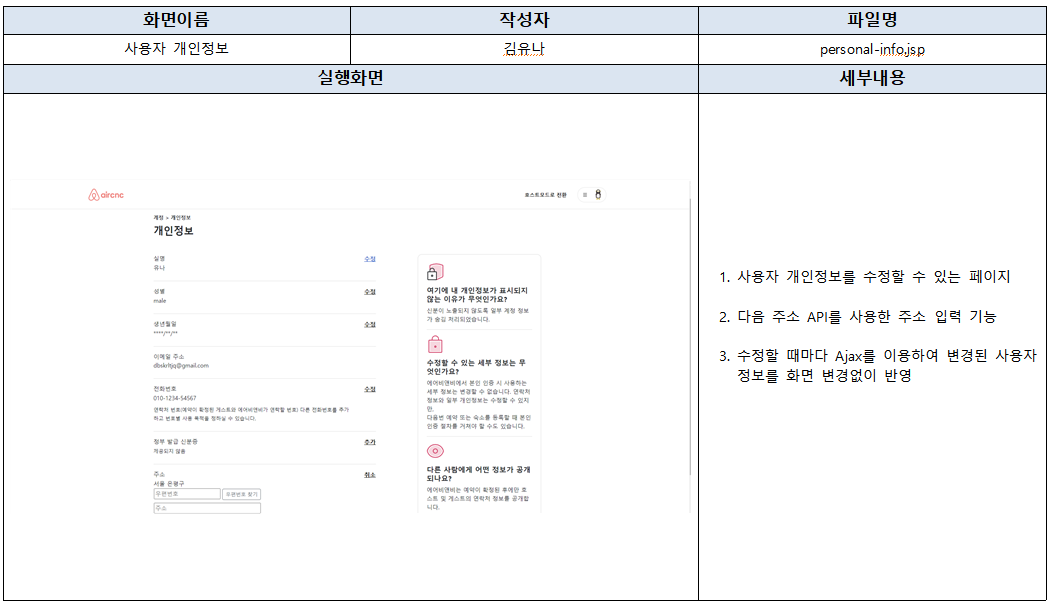 화면이름 작성자 파일명
사용자 개인정보 김유나 personal-info.jsp
실행화면 세부내용
aircnc 호스트모드로 전환
계정 > 개인정보
개인정보
실명 수정
유나
성별 수정
male
생년월일 수정
****/**/**
이메일 주소
dbskrltjq@gmail.com
전화번호 수정
010-1234-54567
연락처 번호(예약이 확정된 게스트와 에어비앤비가 연락할 번호) 다른 전화번호를 추가
하고 번호별 사용 목적을 정하실 수 있습니다.
정부 발급 신분증 추가
제공되지 않음
주소 취소
서울 은평구
우편번호 우편번호 찾기
주소
여기에 내 개인정보가 표시되지
않는 이유가 무엇인가요?
신분이 노출되지 않도록 일부 계정 정보
가 숨김 처리되었습니다.
수정할 수 있는 세부 정보는 무
엇인가요?
에어비앤비에서 본인 인증 시 사용하는
세부 정보는 변경할 수 없습니다. 연락처
정보와 일부 개인정보는 수정할 수 있지
만,
다음번 예약 또는 숙소를 등록할 때 본인
인증 절차를 거쳐야 할 수도 있습니다.
다른 사람에게 어떤 정보가 공개
되나요?
에어비앤비는 예약이 확정된 후에만 호
스트 및 게스트의 연락처 정보를 공개합
니다.
1. 사용자 개인정보를 수정할 수 있는 페이지
2. 다음 주소 API를 사용한 주소 입력 기능
3. 수정할 때마다 Ajax를 이용하여 변경된 사용자
정보를 화면 변경없이 반영